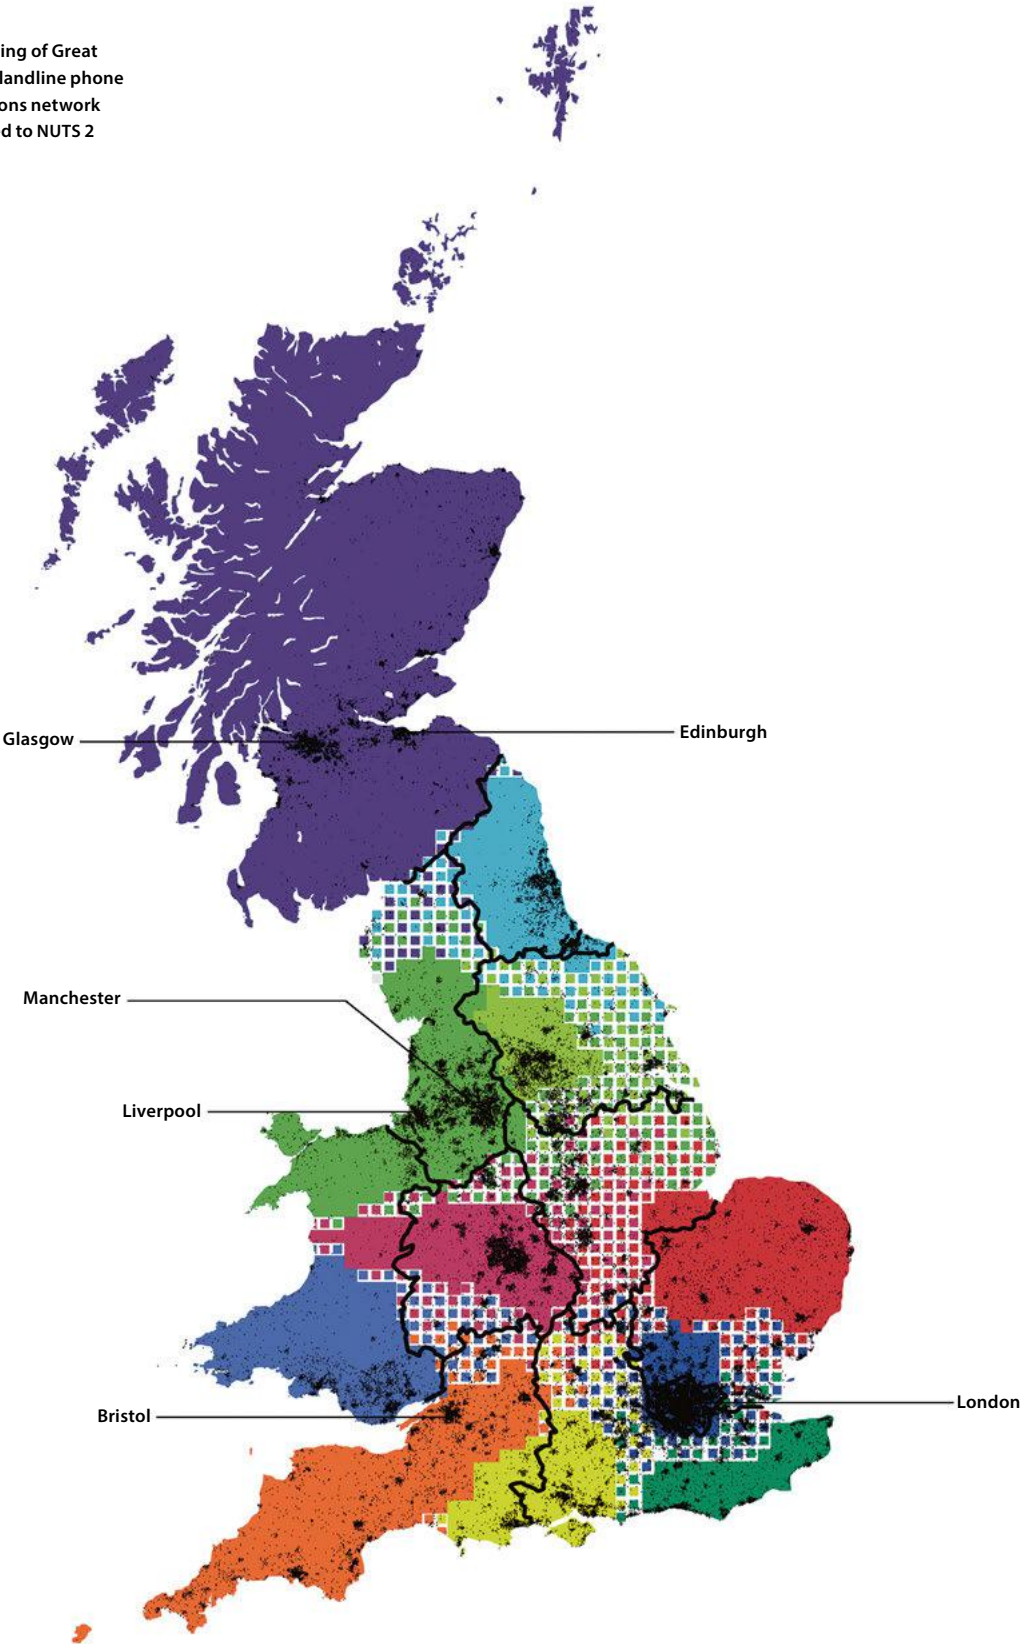 ing of Great
landline phone
ons network
d to NUTS 2
Glasgow
Edinburgh
Manchester
Liverpool
Bristol
London